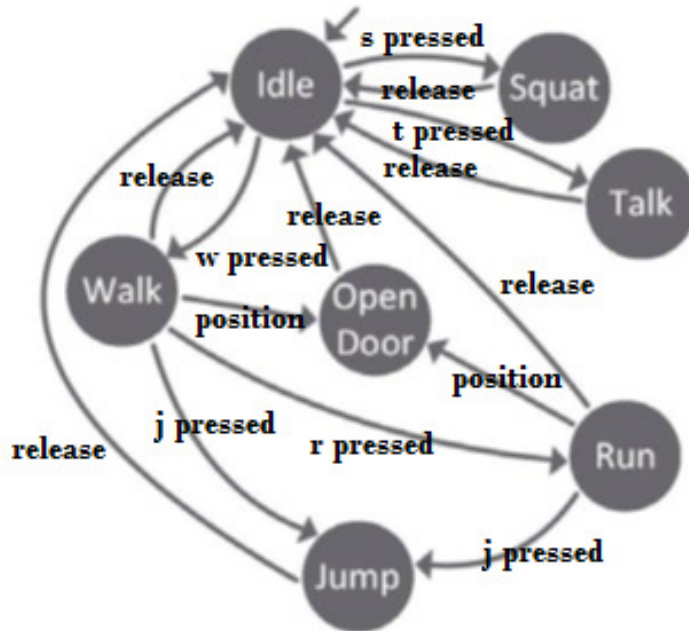 s pressed
Idle
release
Squat
t pressed
release
release
Talk
release
w pressed
Walk
Open
Door
release
position
position
j pressed
r pressed
release
Run
j pressed
Jump